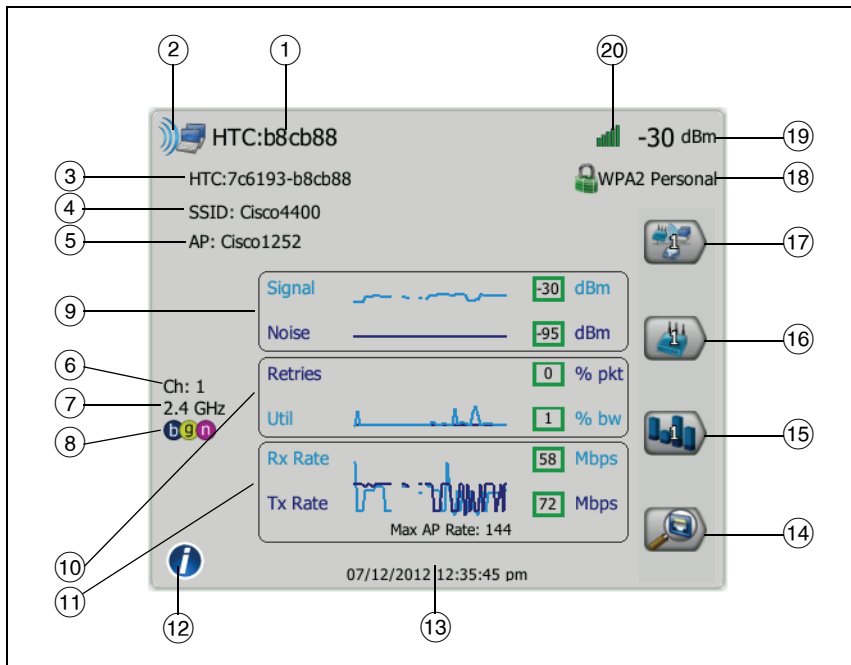 2
1
20
HTC:b8cb88
-30 dBm
19
3
HTC:7c6193-b8cb88
WPA2 Personal
18
4
SSID: Cisco4400
5
AP: Cisco1252
1
17
9
Signal
-30 dBm
Noise
-95 dBm
1
16
6
Ch: 1
Retries
0 % pkt
7
2.4 GHz
8
b g n
Util
1 % bw
1
15
Rx Rate
58 Mbps
Tx Rate
72 Mbps
Max AP Rate: 144
14
10
11
i
07/12/2012 12:35:45 pm
12
13